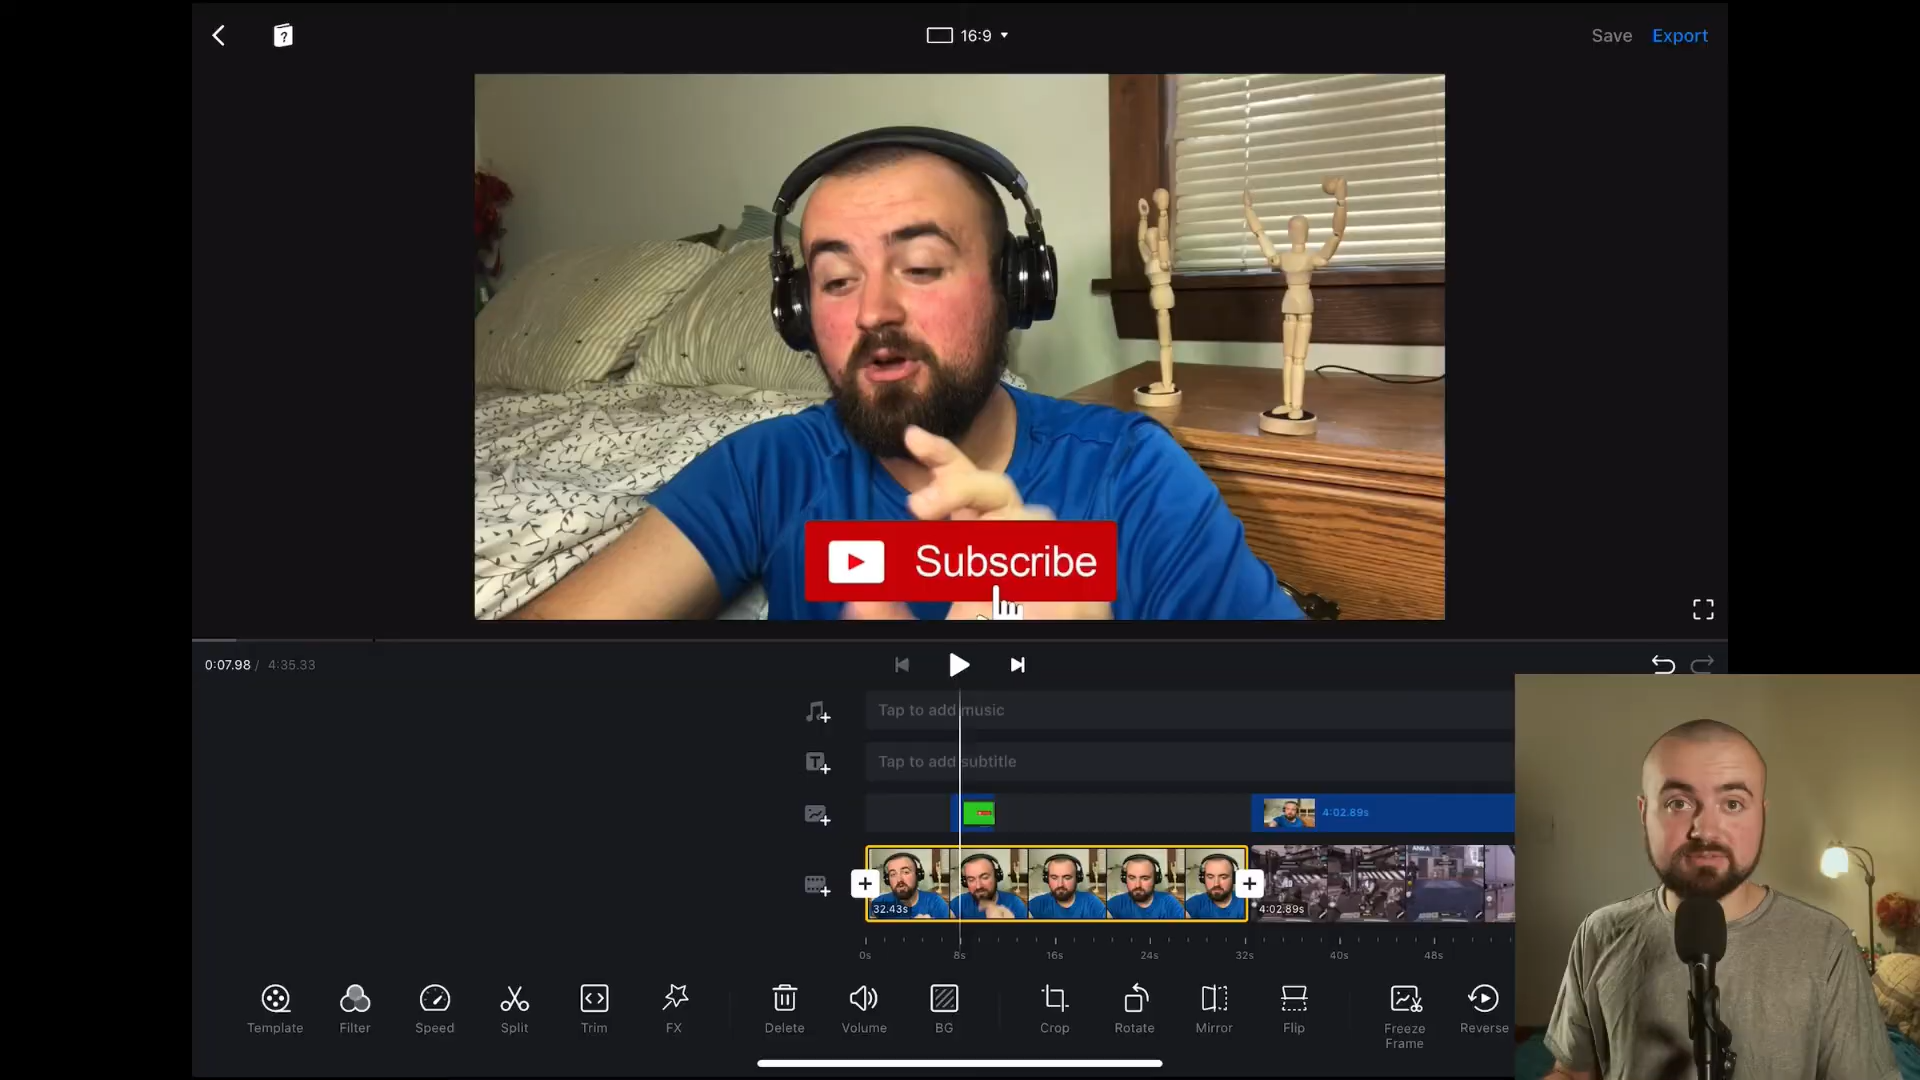 16:9
Save
Export
Subscribe
0:07.98 / 4:35.33
Tap to add music
Tap to add subtitle
4:02.89s
32.43s
4:02.89s
0s
8s
16s
24s
32s
40s
48s
Template
Filter
Speed
Split
Trim
FX
Delete
Volume
BG
Crop
Rotate
Mirror
Flip
Freeze
Frame
Reverse